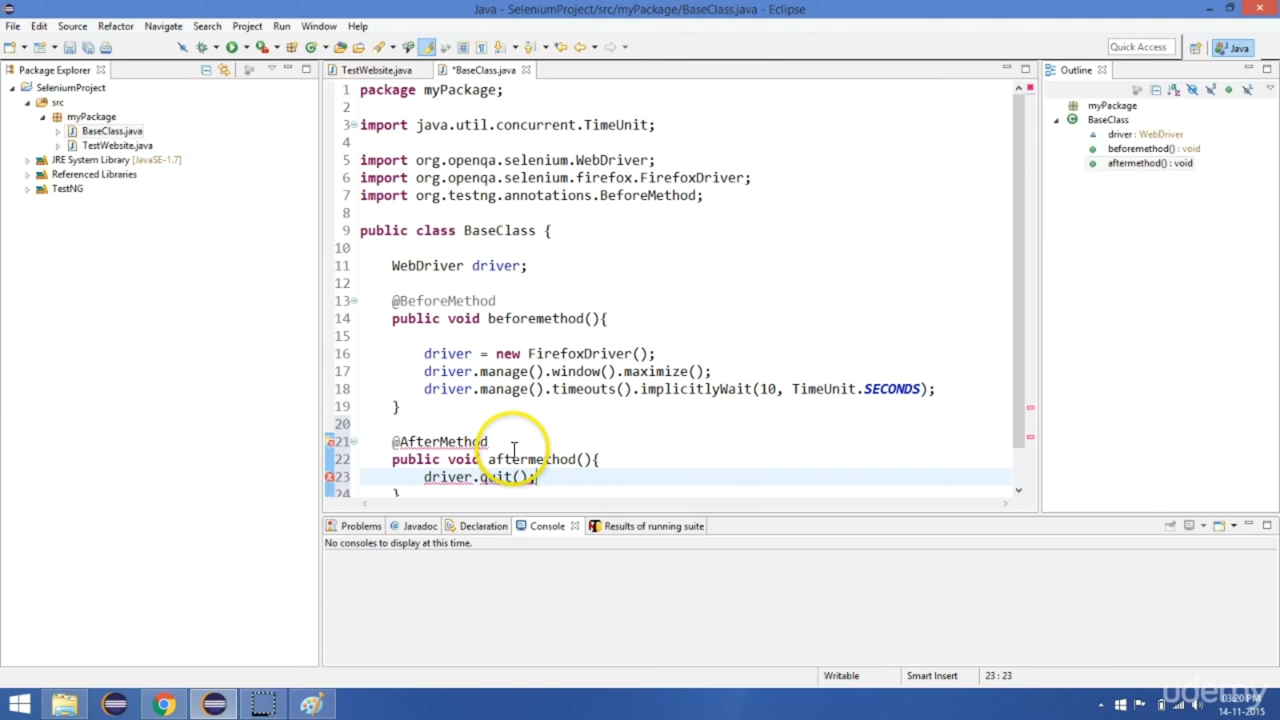 Java - SeleniumProject/src/myPackage/BaseClass.java - Eclipse
File Edit Source Refactor Navigate Search Project Run Window Help
Quick Access
Java
Package Explorer
SeleniumProject
src
myPackage
BaseClass.java
TestWebsite.java
JRE System Library [JavaSE-1.7]
Referenced Libraries
TestNG
TestWebsite.java
*BaseClass.java
1 package myPackage;
2
3 import java.util.concurrent.TimeUnit;
4
5 import org.openqa.selenium.WebDriver;
6 import org.openqa.selenium.firefox.FirefoxDriver;
7 import org.testng.annotations.BeforeMethod;
8
9 public class BaseClass {
10
11 WebDriver driver;
12
13 @BeforeMethod
14 public void beforemethod(){
15
16 driver = new FirefoxDriver();
17 driver.manage().window().maximize();
18 driver.manage().timeouts().implicitlyWait(10, TimeUnit.SECONDS);
19 }
20
21 @AfterMethod
22 public void aftermethod(){
23 driver.quit();
24 }
Outline
myPackage
BaseClass
driver : WebDriver
beforemethod() : void
aftermethod() : void
Problems @ Javadoc Declaration Console Results of running suite
No consoles to display at this time.
Writable Smart Insert 23 : 23
udemy
03:20 PM
14-11-2015